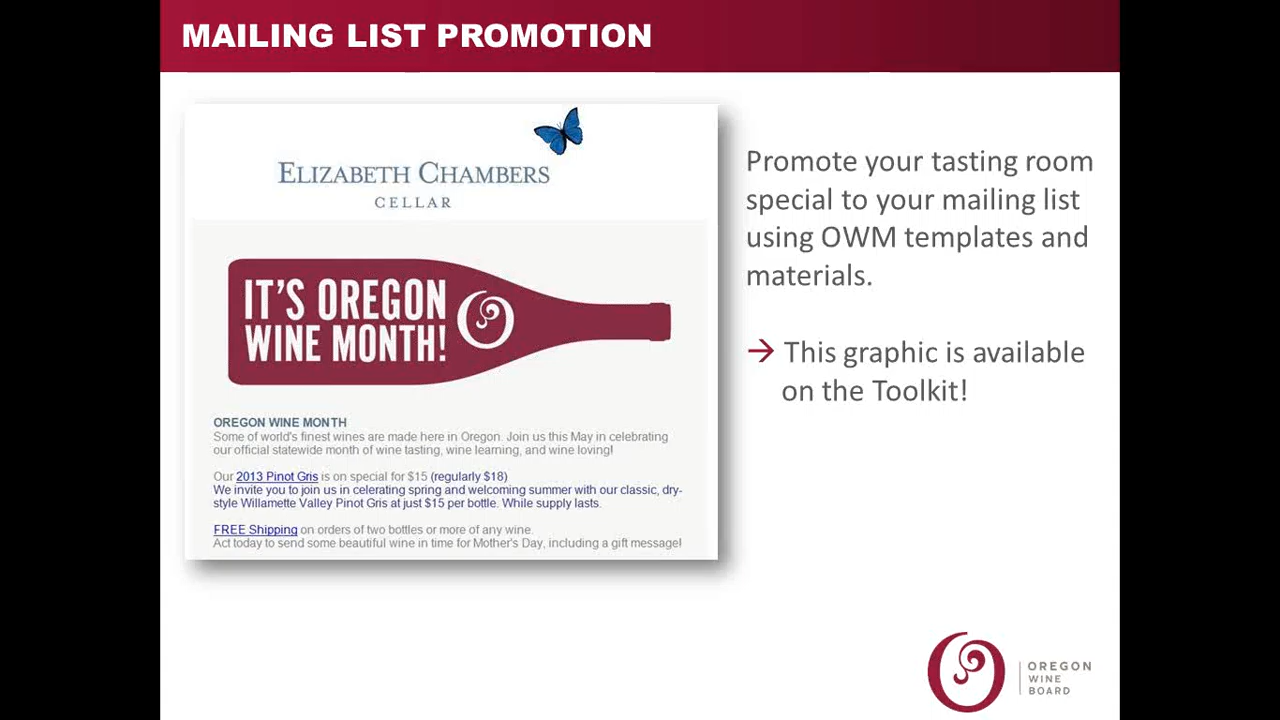 MAILING LIST PROMOTION
ELIZABETH CHAMBERS
CELLAR
IT'S OREGON
WINE MONTH!
OREGON WINE MONTH
Some of world's finest wines are made here in Oregon. Join us this May in celebrating
our official statewide month of wine tasting, wine learning, and wine loving!
Our 2013 Pinot Gris is on special for $15 (regularly $18)
We invite you to join us in celerating spring and welcoming summer with our classic, dry-
style Willamette Valley Pinot Gris at just $15 per bottle. While supply lasts.
FREE Shipping on orders of two bottles or more of any wine.
Act today to send some beautiful wine in time for Mother's Day, including a gift message!
Promote your tasting room
special to your mailing list
using OWM templates and
materials.
→ This graphic is available
on the Toolkit!
OREGON
WINE
BOARD